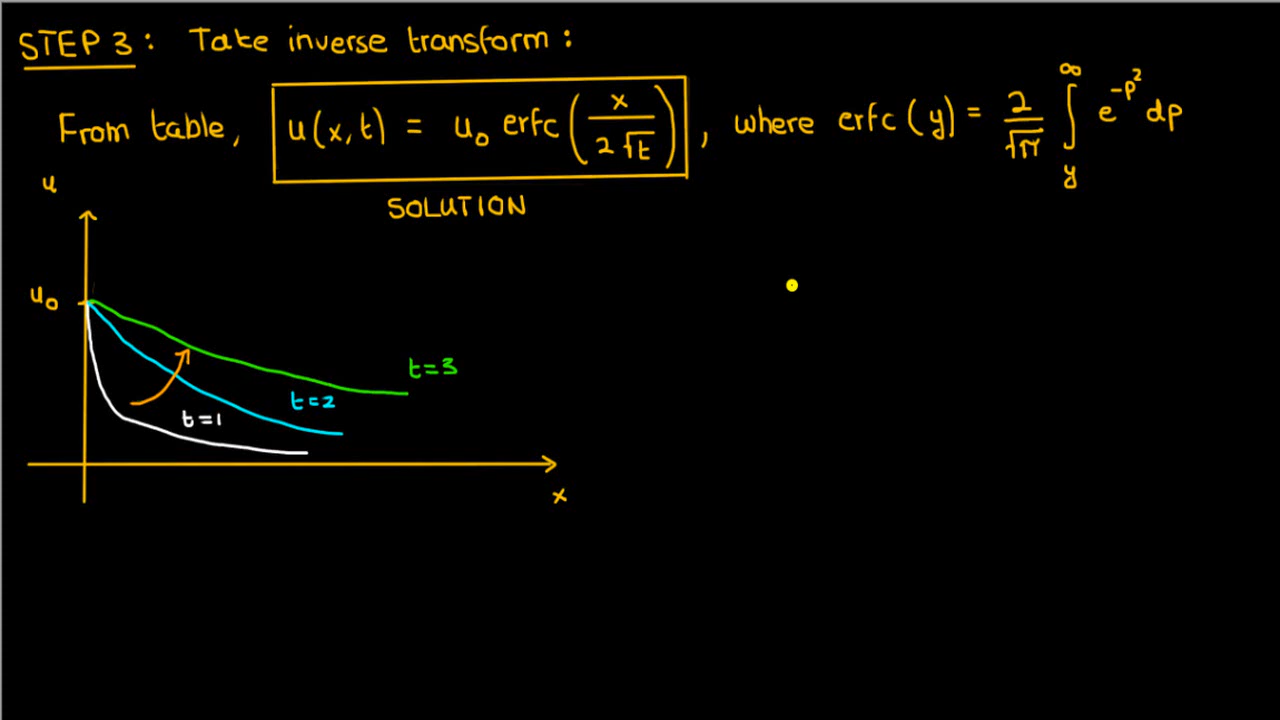 STEP 3: Take inverse transform:
From table, u(x,t) = u₀ erfc(x/(2√t)), where erfc(y) = 2/√π ∫_y^∞ e^(-p²) dp
SOLUTION
u
u₀
t=3
t=2
t=1
x